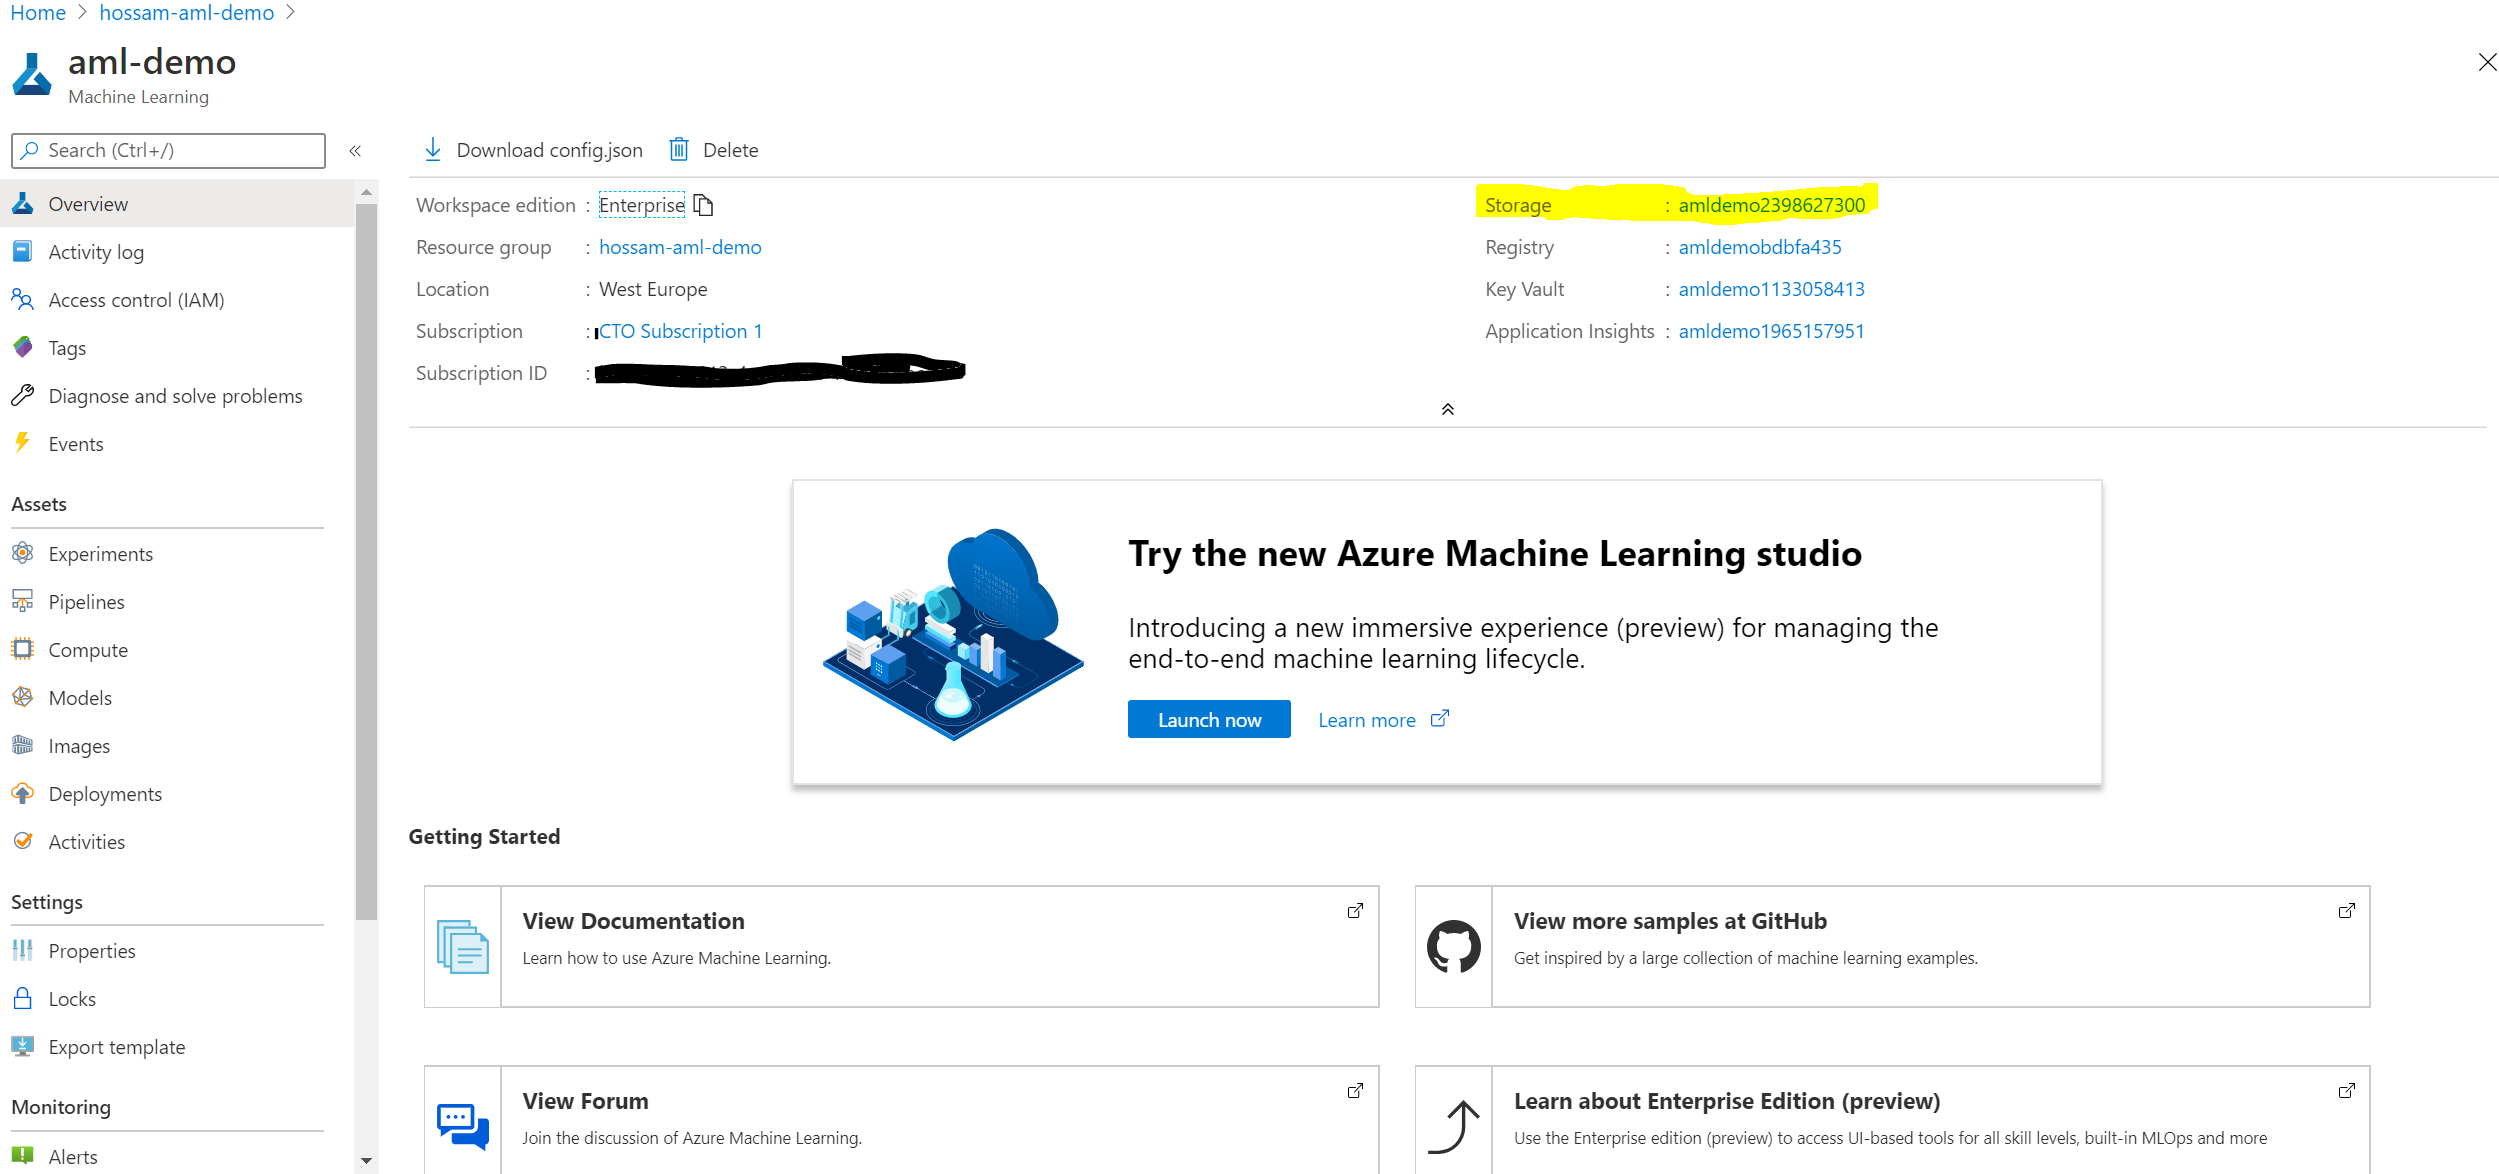 Home > hossam-aml-demo >
aml-demo
Machine Learning
Search (Ctrl+/)
«
Overview
Activity log
Access control (IAM)
Tags
Diagnose and solve problems
Events
Assets
Experiments
Pipelines
Compute
Models
Images
Deployments
Activities
Settings
Properties
Locks
Export template
Monitoring
Alerts
Download config.json
Delete
Workspace edition : Enterprise
Resource group : hossam-aml-demo
Location : West Europe
Subscription : CTO Subscription 1
Subscription ID :
Storage : amldemo2398627300
Registry : amldemobdbfa435
Key Vault : amldemo1133058413
Application Insights : amldemo1965157951
Try the new Azure Machine Learning studio
Introducing a new immersive experience (preview) for managing the
end-to-end machine learning lifecycle.
Launch now
Learn more
Getting Started
View Documentation
Learn how to use Azure Machine Learning.
View more samples at GitHub
Get inspired by a large collection of machine learning examples.
View Forum
Join the discussion of Azure Machine Learning.
Learn about Enterprise Edition (preview)
Use the Enterprise edition (preview) to access UI-based tools for all skill levels, built-in MLOps and more